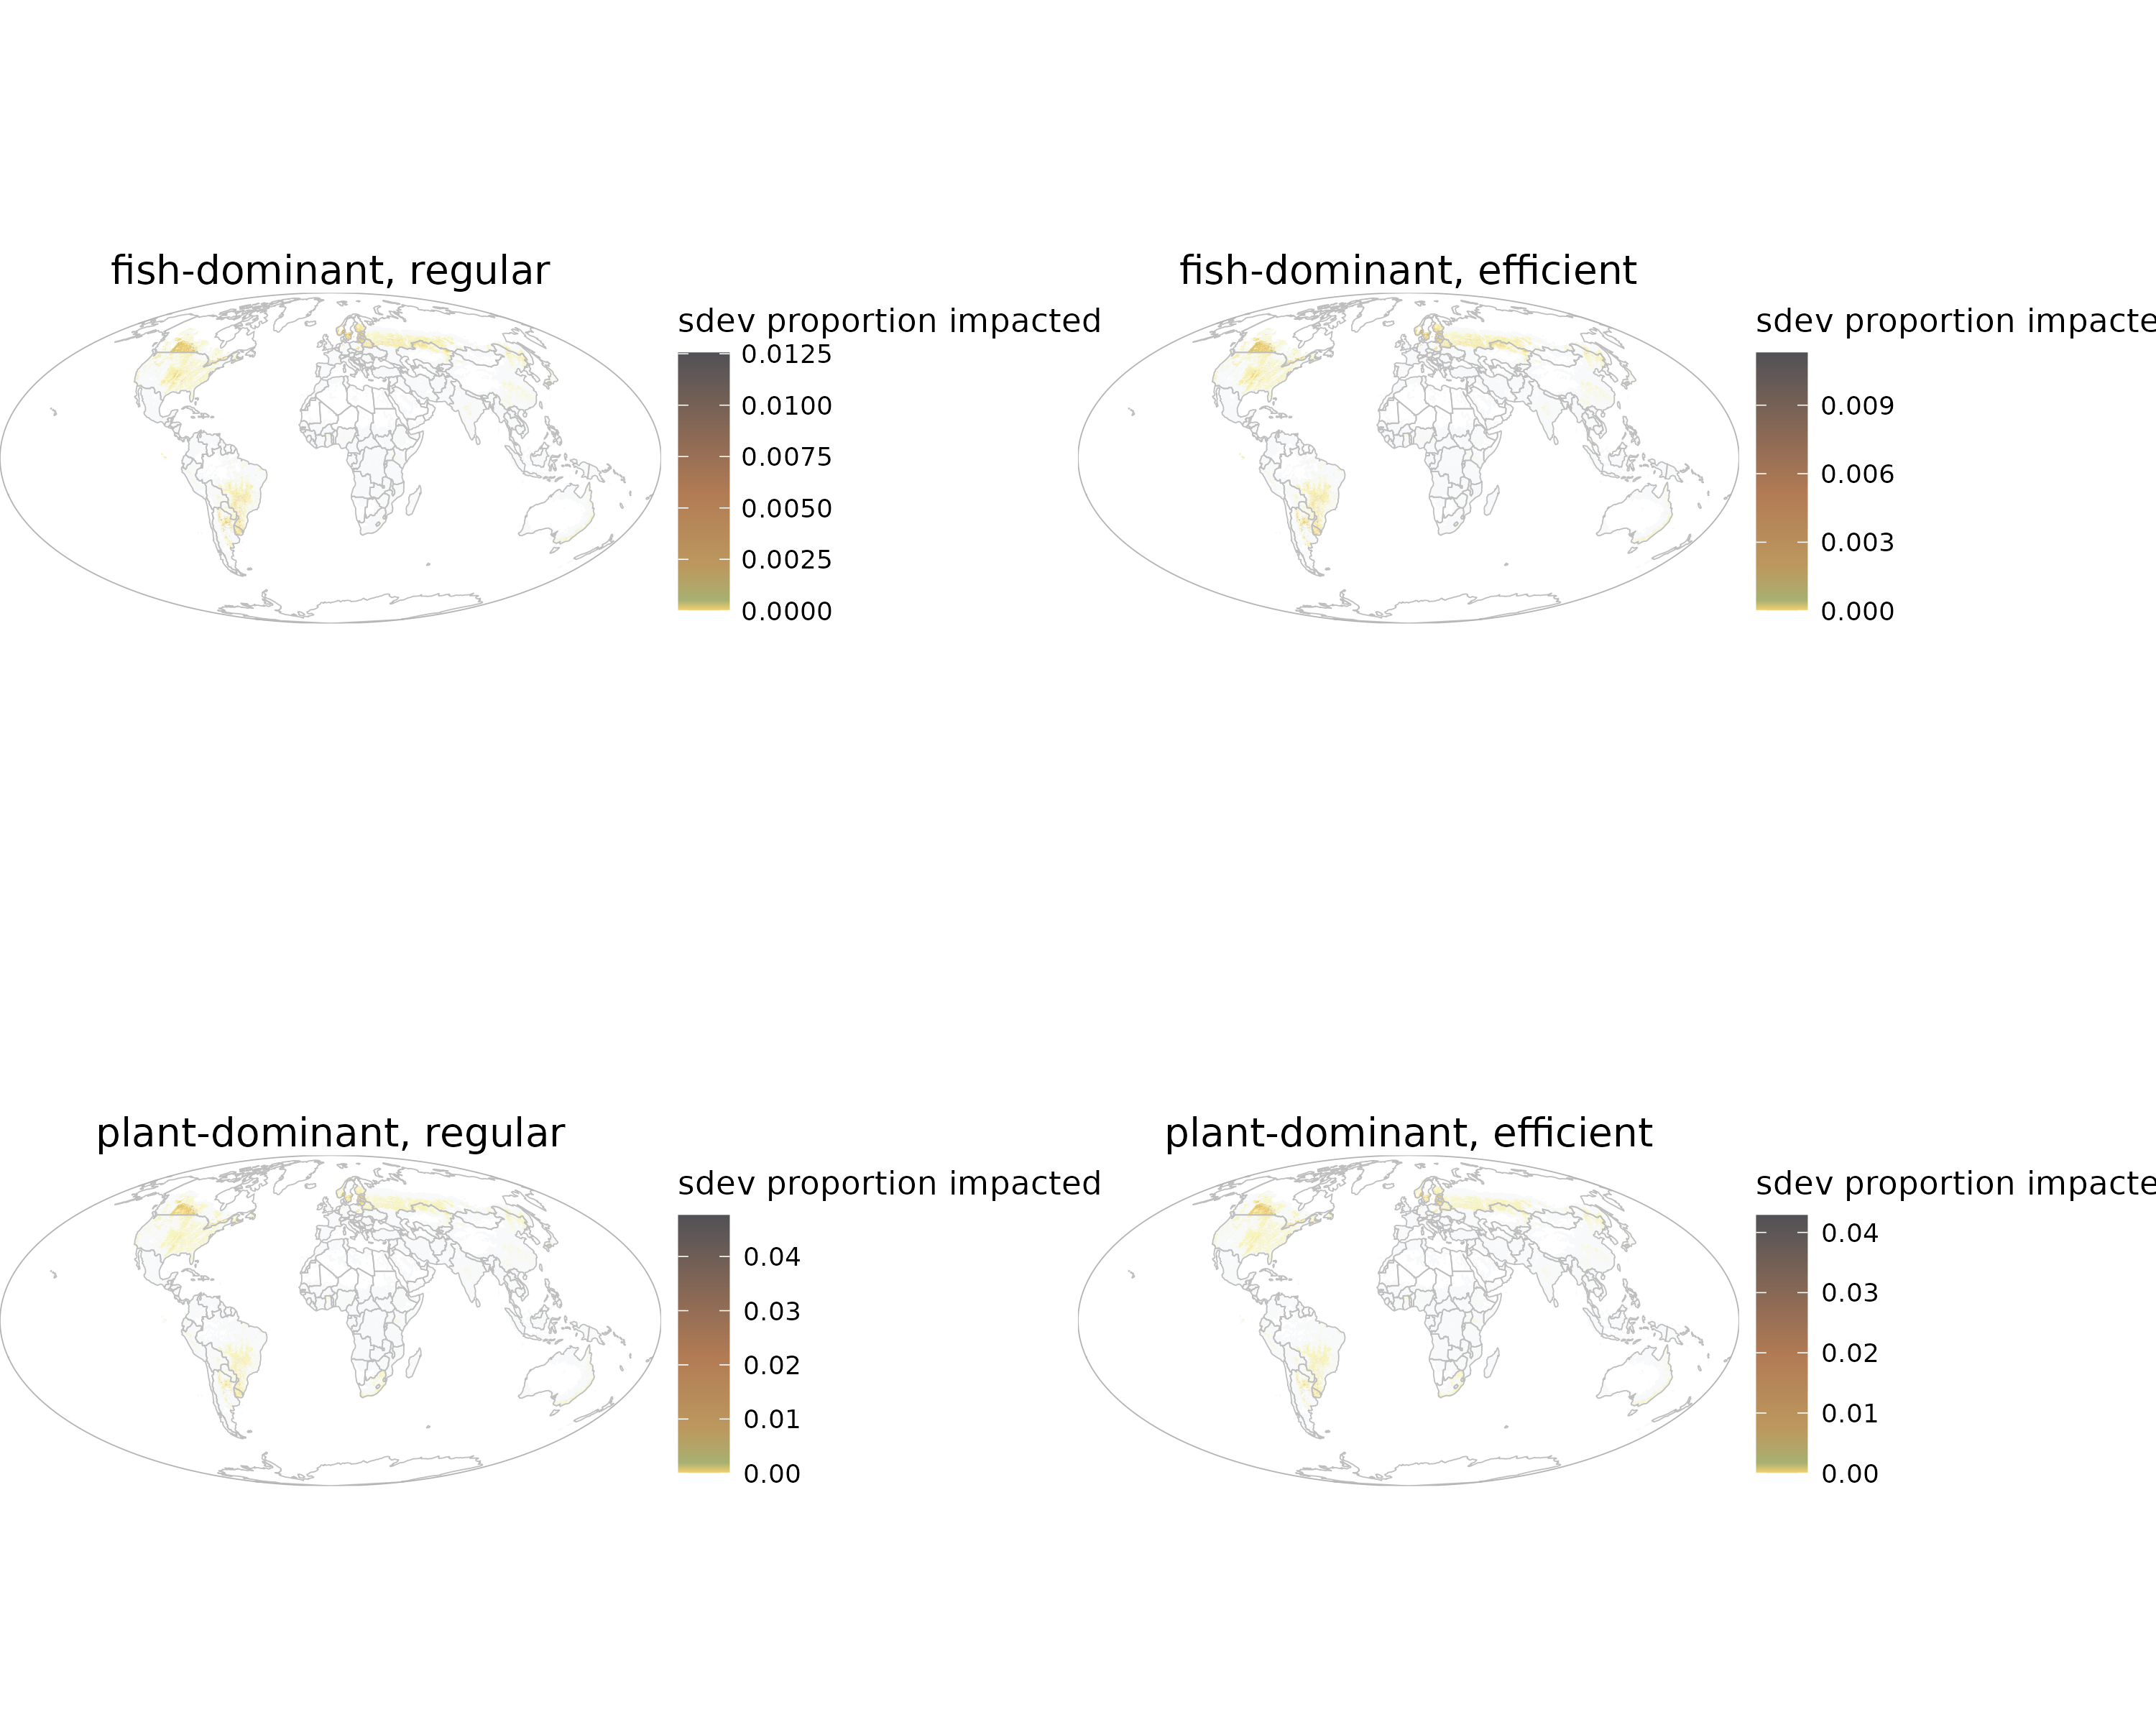 fish-dominant, regular
sdev proportion impacted
0.0125
0.0100
0.0075
0.0050
0.0025
0.0000
fish-dominant, efficient
sdev proportion impacte
0.009
0.006
0.003
0.000
plant-dominant, regular
sdev proportion impacted
0.04
0.03
0.02
0.01
0.00
plant-dominant, efficient
sdev proportion impacte
0.04
0.03
0.02
0.01
0.00